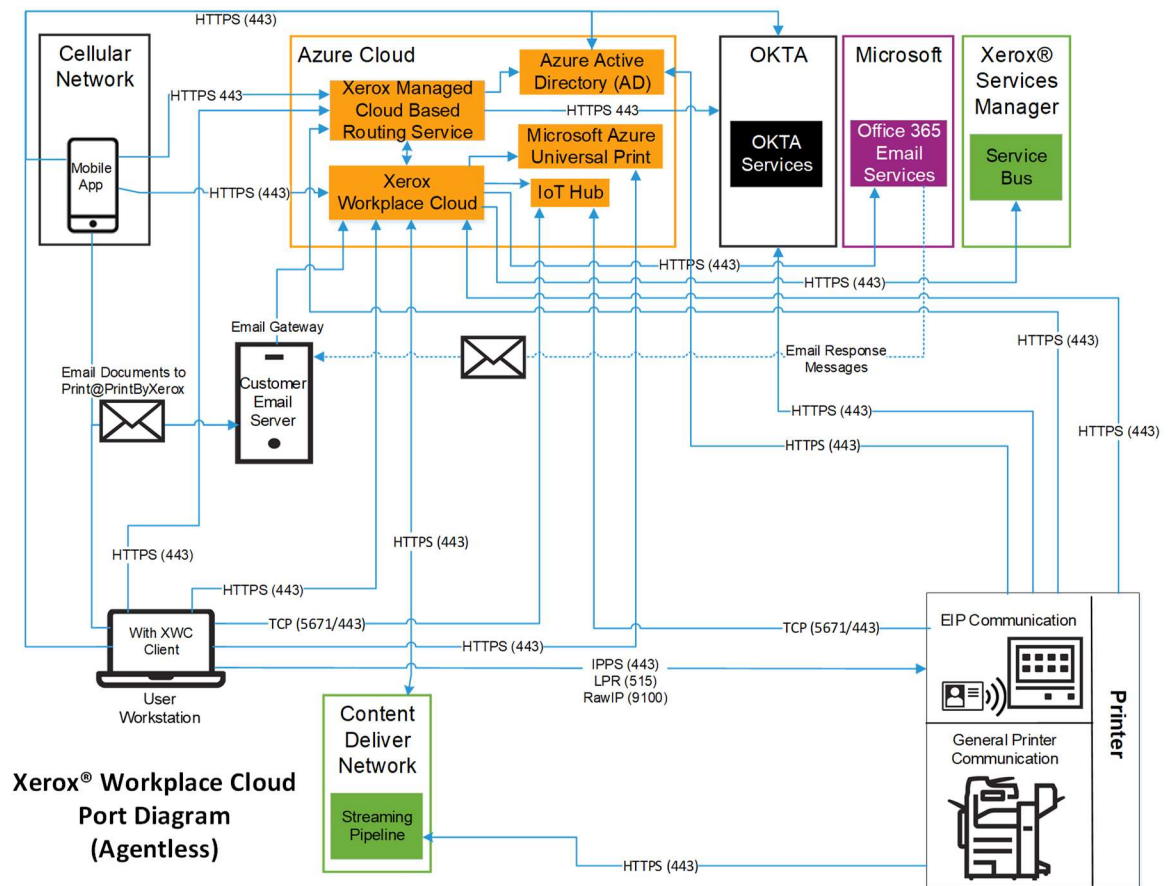 HTTPS (443)
Cellular
Network
Mobile
App
HTTPS 443
HTTPS (443)
Azure Cloud
Xerox Managed
Cloud Based
Routing Service
Azure Active
Directory (AD)
HTTPS 443
Microsoft Azure
Universal Print
Xerox
Workplace Cloud
IoT Hub
OKTA
OKTA
Services
Microsoft
Office 365
Email
Services
Xerox®
Services
Manager
Service
Bus
HTTPS (443)
HTTPS (443)
Email Gateway
Customer
Email
Server
Email Documents to
Print@PrintByXerox
Email Response
Messages
HTTPS (443)
HTTPS (443)
HTTPS (443)
HTTPS (443)
HTTPS (443)
HTTPS (443)
HTTPS (443)
TCP (5671/443)
HTTPS (443)
TCP (5671/443)
IPPS (443)
LPR (515)
RawIP (9100)
With XWC
Client
User
Workstation
EIP Communication
General Printer
Communication
Printer
Content
Deliver
Network
Streaming
Pipeline
HTTPS (443)
Xerox® Workplace Cloud
Port Diagram
(Agentless)